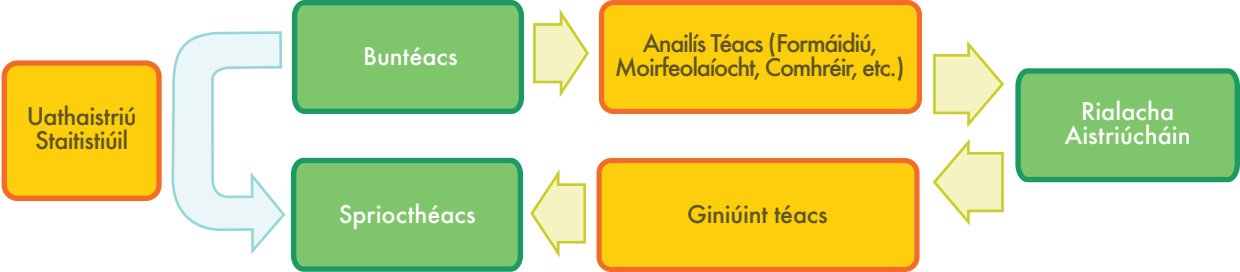 Uathaistriú
Staitistiúil
Buntéacs
Anailís Téacs (Formáidiú,
Moirfeolaíocht, Comhréir, etc.)
Rialacha
Aistriúcháin
Giniúint téacs
Spriocthéacs